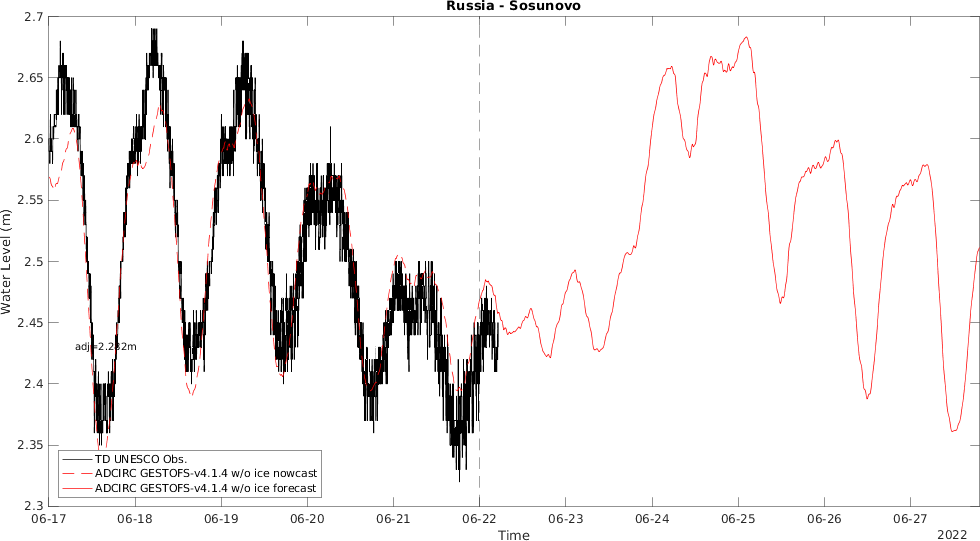 Russia - Sosunovo
2.7
2.65
2.6
2.55
2.5
2.45
2.4
2.35
2.3
Water Level (m)
adj=2.232m
TD UNESCO Obs.
ADCIRC GESTOFS-v4.1.4 w/o ice nowcast
ADCIRC GESTOFS-v4.1.4 w/o ice forecast
06-17 06-18 06-19 06-20 06-21 06-22 06-23 06-24 06-25 06-26 06-27
Time
2022